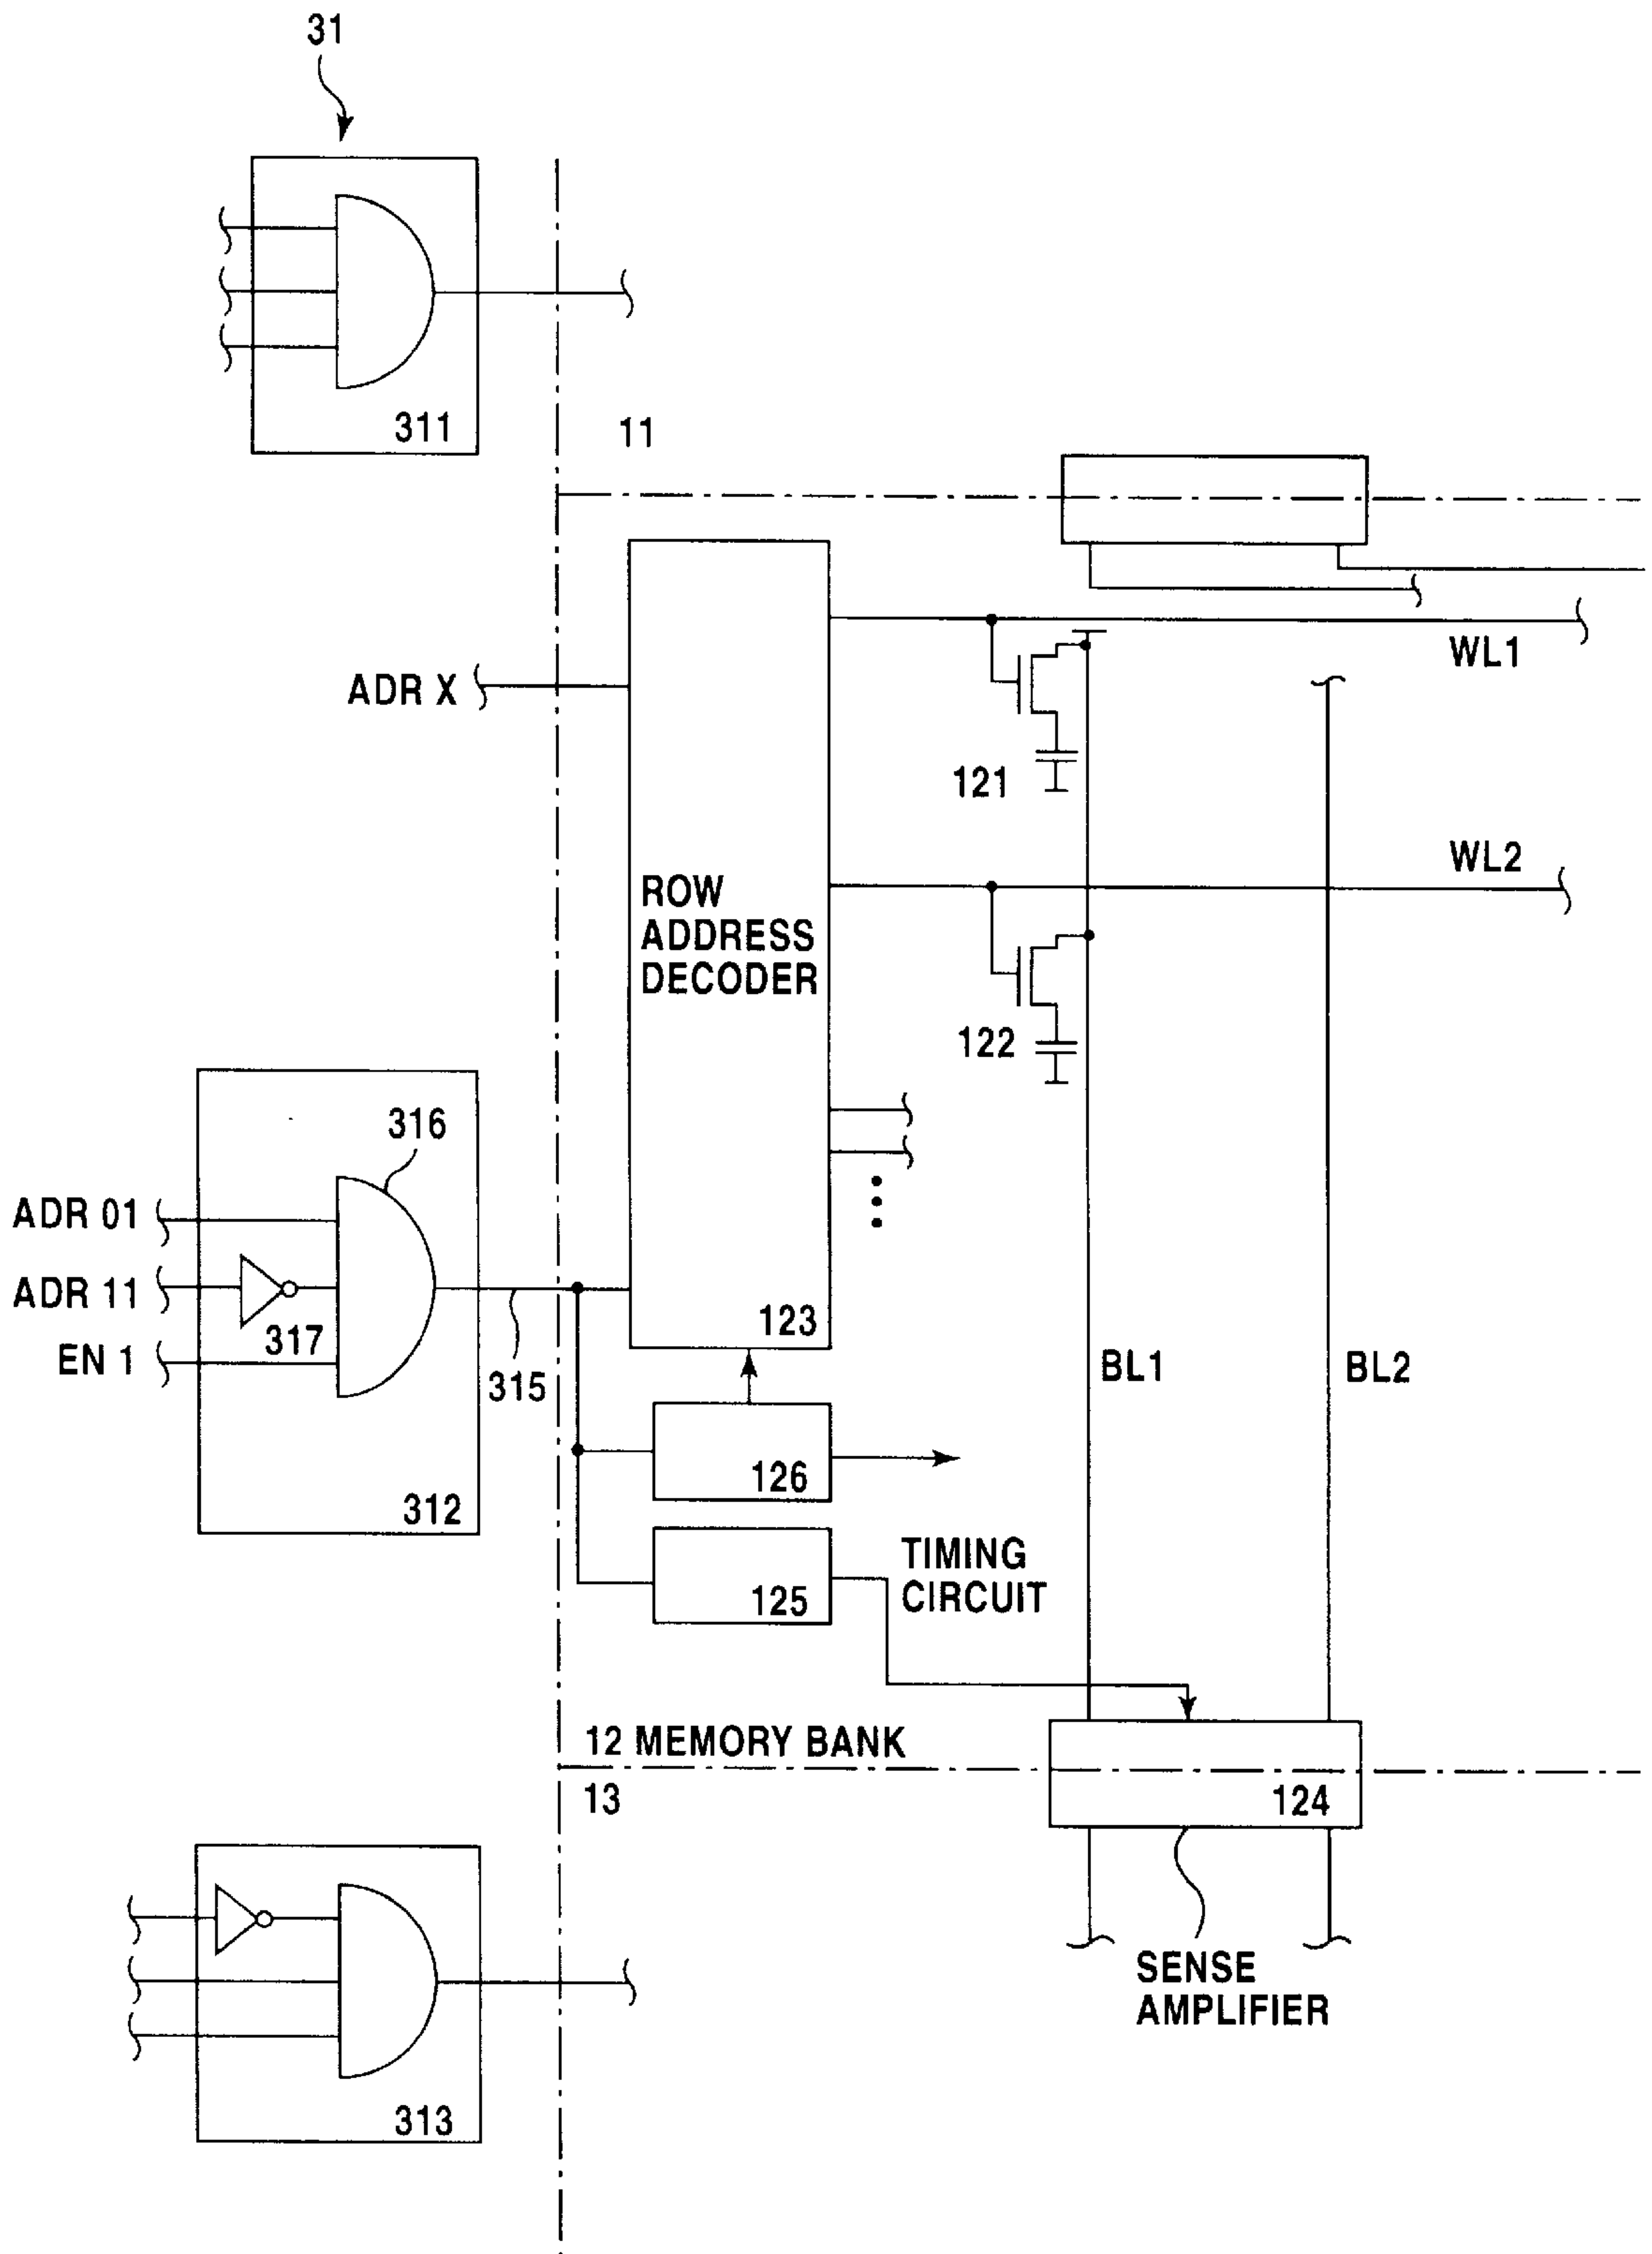 31
311
11
WL1
ADR X
121
WL2
ROW
ADDRESS
DECODER
122
316
ADR 01
ADR 11
317
EN 1
123
315
BL1
BL2
126
312
TIMING
CIRCUIT
125
12 MEMORY BANK
13
124
SENSE
AMPLIFIER
313